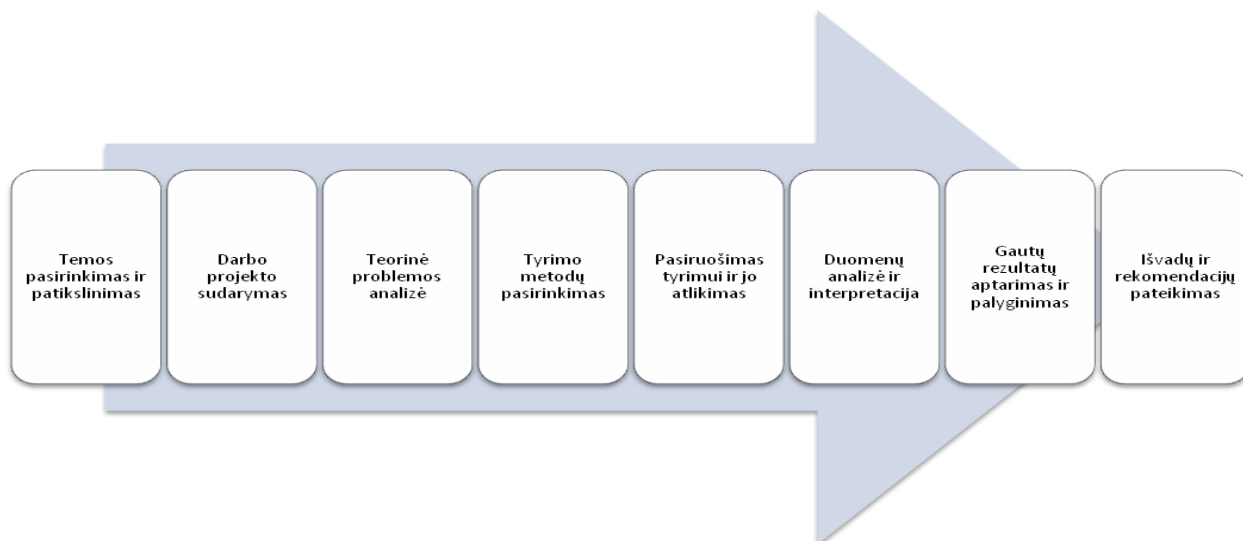 Temos
pasirinkimas ir
patikslinimas
Darbo
projekto
sudarymas
Teorinė
problemos
analizė
Tyrimo
metodų
pasirinkimas
Pasiruošimas
tyrimui ir jo
atlikimas
Duomenų
analizė ir
interpretacija
Gautų
rezultatų
aptarimas ir
palyginimas
Išvadų ir
rekomendacijų
pateikimas